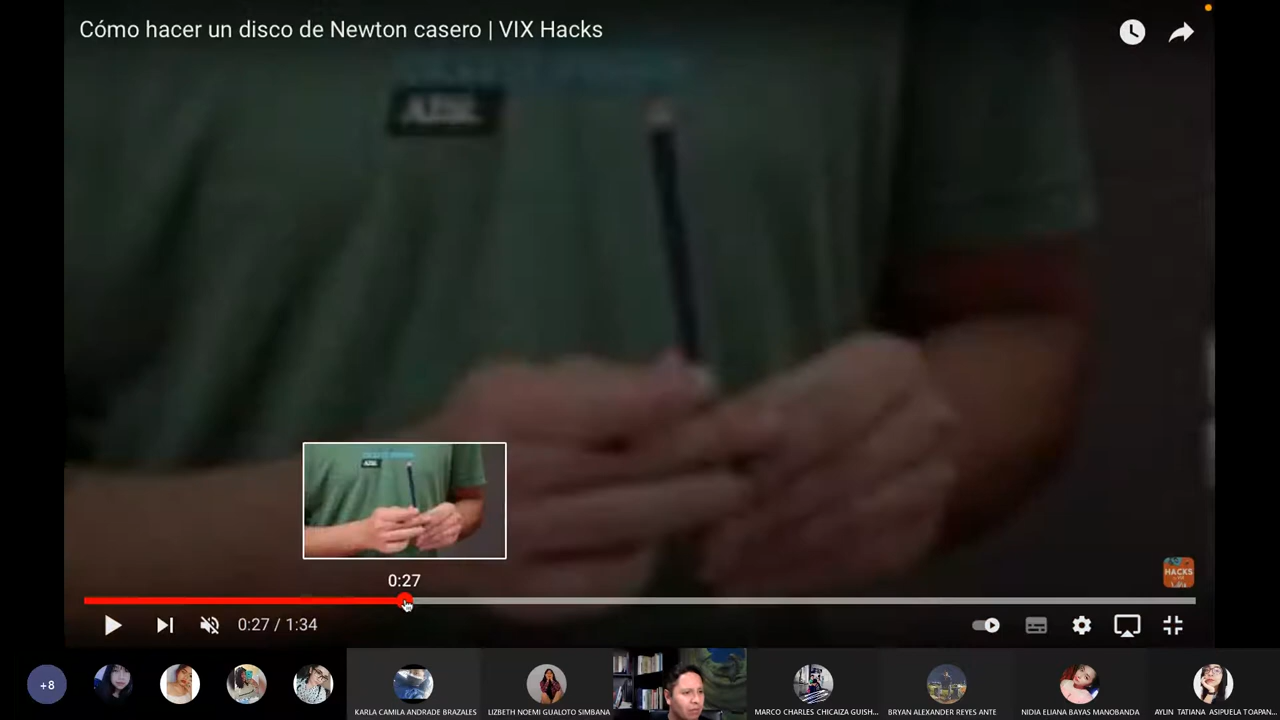 Cómo hacer un disco de Newton casero | VIX Hacks
0:27
HACKS
0:27 / 1:34
+8
KARLA CAMILA ANDRADE BRAZALES
LIZBETH NOEMI GUALOTO SIMBANA
MARCO CHARLES CHICAIZA GUISH...
BRYAN ALEXANDER REYES ANTE
NIDIA ELIANA BAYAS MANOBANDA
AYLIN TATIANA ASIPUELA TOAPAN...